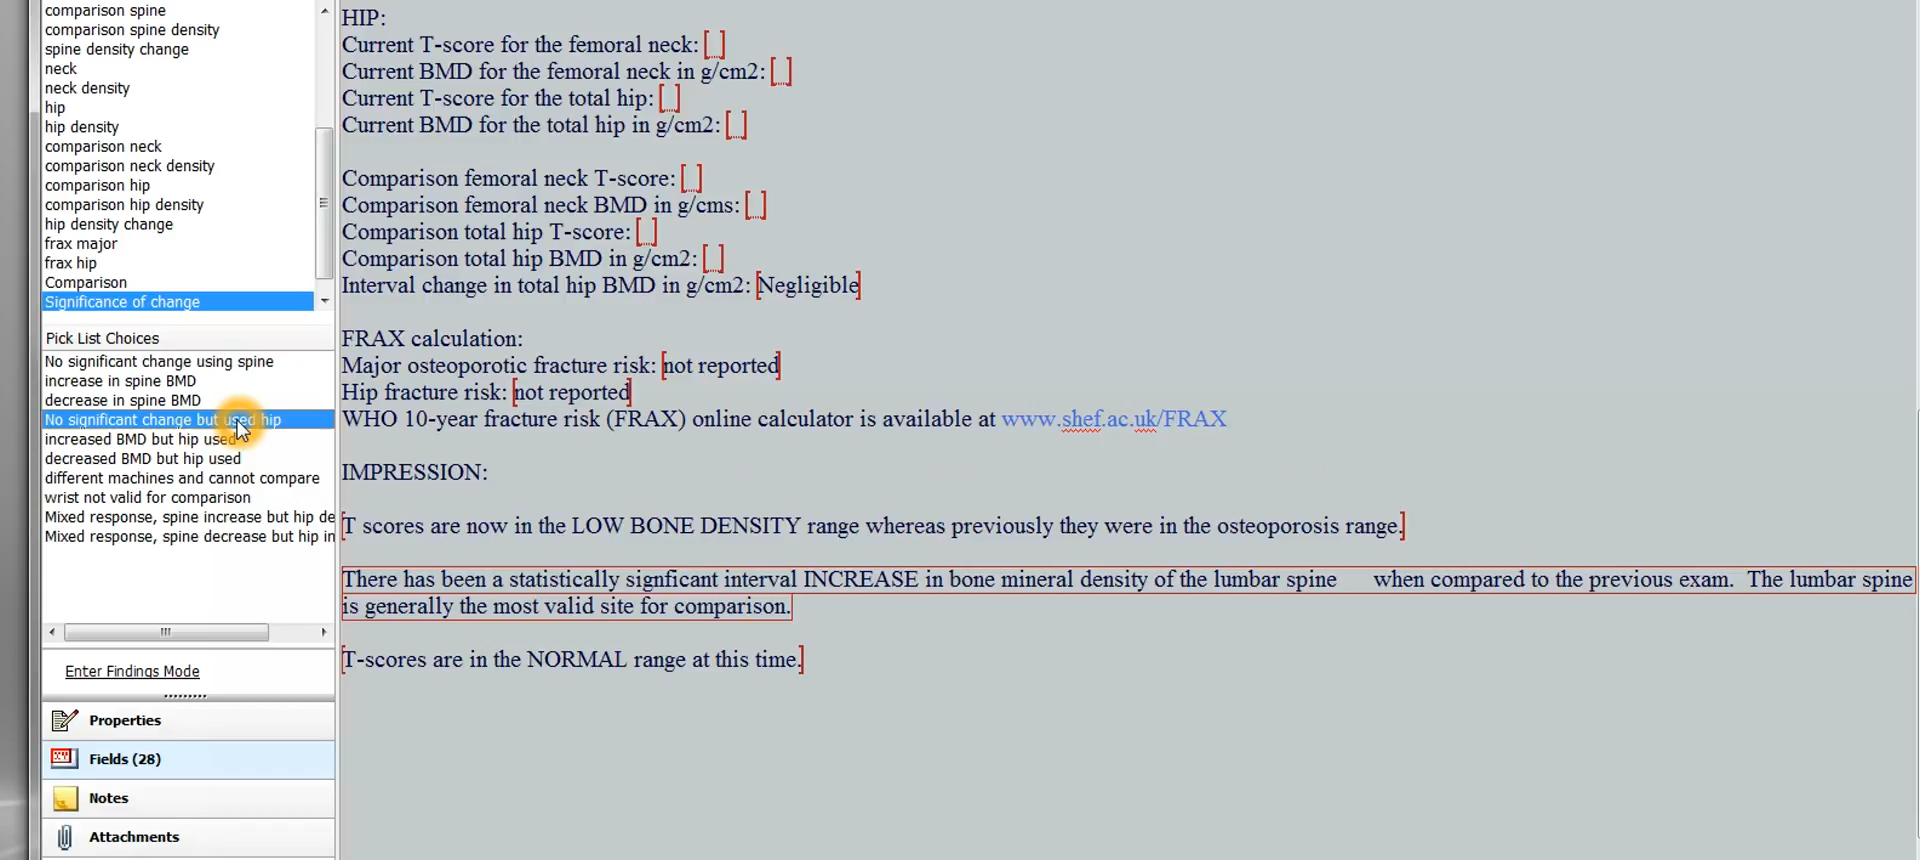 comparison spine
comparison spine density
spine density change
neck
neck density
hip
hip density
comparison neck
comparison neck density
comparison hip
comparison hip density
hip density change
frax major
frax hip
Comparison
Significance of change
Pick List Choices
No significant change using spine
increase in spine BMD
decrease in spine BMD
No significant change but used hip
increased BMD but hip used
decreased BMD but hip used
different machines and cannot compare
wrist not valid for comparison
Mixed response, spine increase but hip de
Mixed response, spine decrease but hip in
Enter Findings Mode
Properties
Fields (28)
Notes
Attachments
HIP:
Current T-score for the femoral neck: [ ]
Current BMD for the femoral neck in g/cm2: [ ]
Current T-score for the total hip: [ ]
Current BMD for the total hip in g/cm2: [ ]
Comparison femoral neck T-score: [ ]
Comparison femoral neck BMD in g/cms: [ ]
Comparison total hip T-score: [ ]
Comparison total hip BMD in g/cm2: [ ]
Interval change in total hip BMD in g/cm2: [Negligible]
FRAX calculation:
Major osteoporotic fracture risk: [not reported]
Hip fracture risk: [not reported]
WHO 10-year fracture risk (FRAX) online calculator is available at www.shef.ac.uk/FRAX
IMPRESSION:
[T scores are now in the LOW BONE DENSITY range whereas previously they were in the osteoporosis range.]
There has been a statistically signficant interval INCREASE in bone mineral density of the lumbar spine when compared to the previous exam. The lumbar spine
is generally the most valid site for comparison.
[T-scores are in the NORMAL range at this time.]